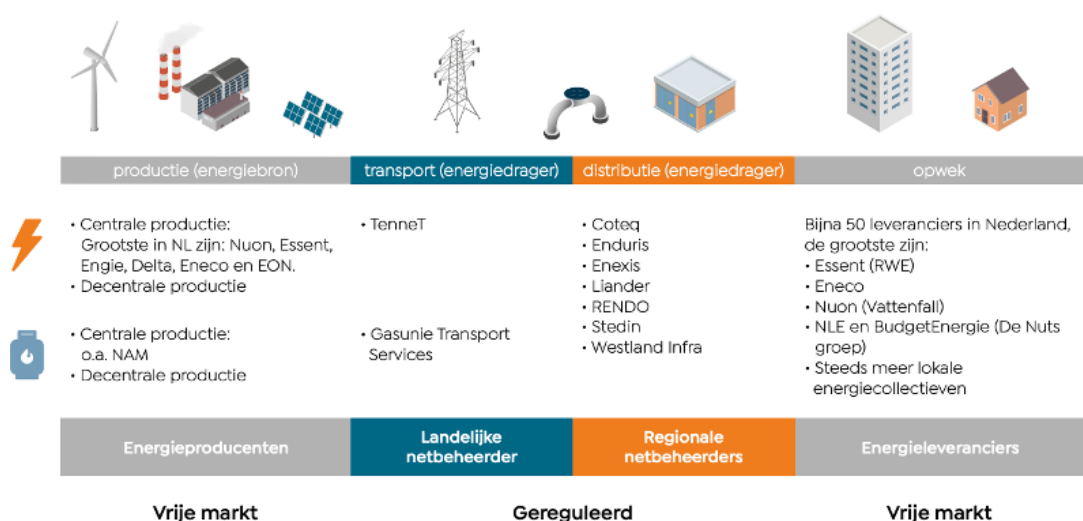 productie (energiebron)
transport (energiedrager)
distributie (energiedrager)
opwek
• Centrale productie:
Grootste in NL zijn: Nuon, Essent,
Engie, Delta, Eneco en EON.
• Decentrale productie
• Centrale productie:
o.a. NAM
• Decentrale productie
• TenneT
• Gasunie Transport
Services
• Coteq
• Enduris
• Enexis
• Liander
• RENDO
• Stedin
• Westland Infra
Bijna 50 leveranciers in Nederland,
de grootste zijn:
• Essent (RWE)
• Eneco
• Nuon (Vattenfall)
• NLE en BudgetEnergie (De Nuts
groep)
• Steeds meer lokale
energiecollectieven
Energieproducenten
Landelijke
netbeheerder
Regionale
netbeheerders
Energieleveranciers
Vrije markt
Gereguleerd
Vrije markt